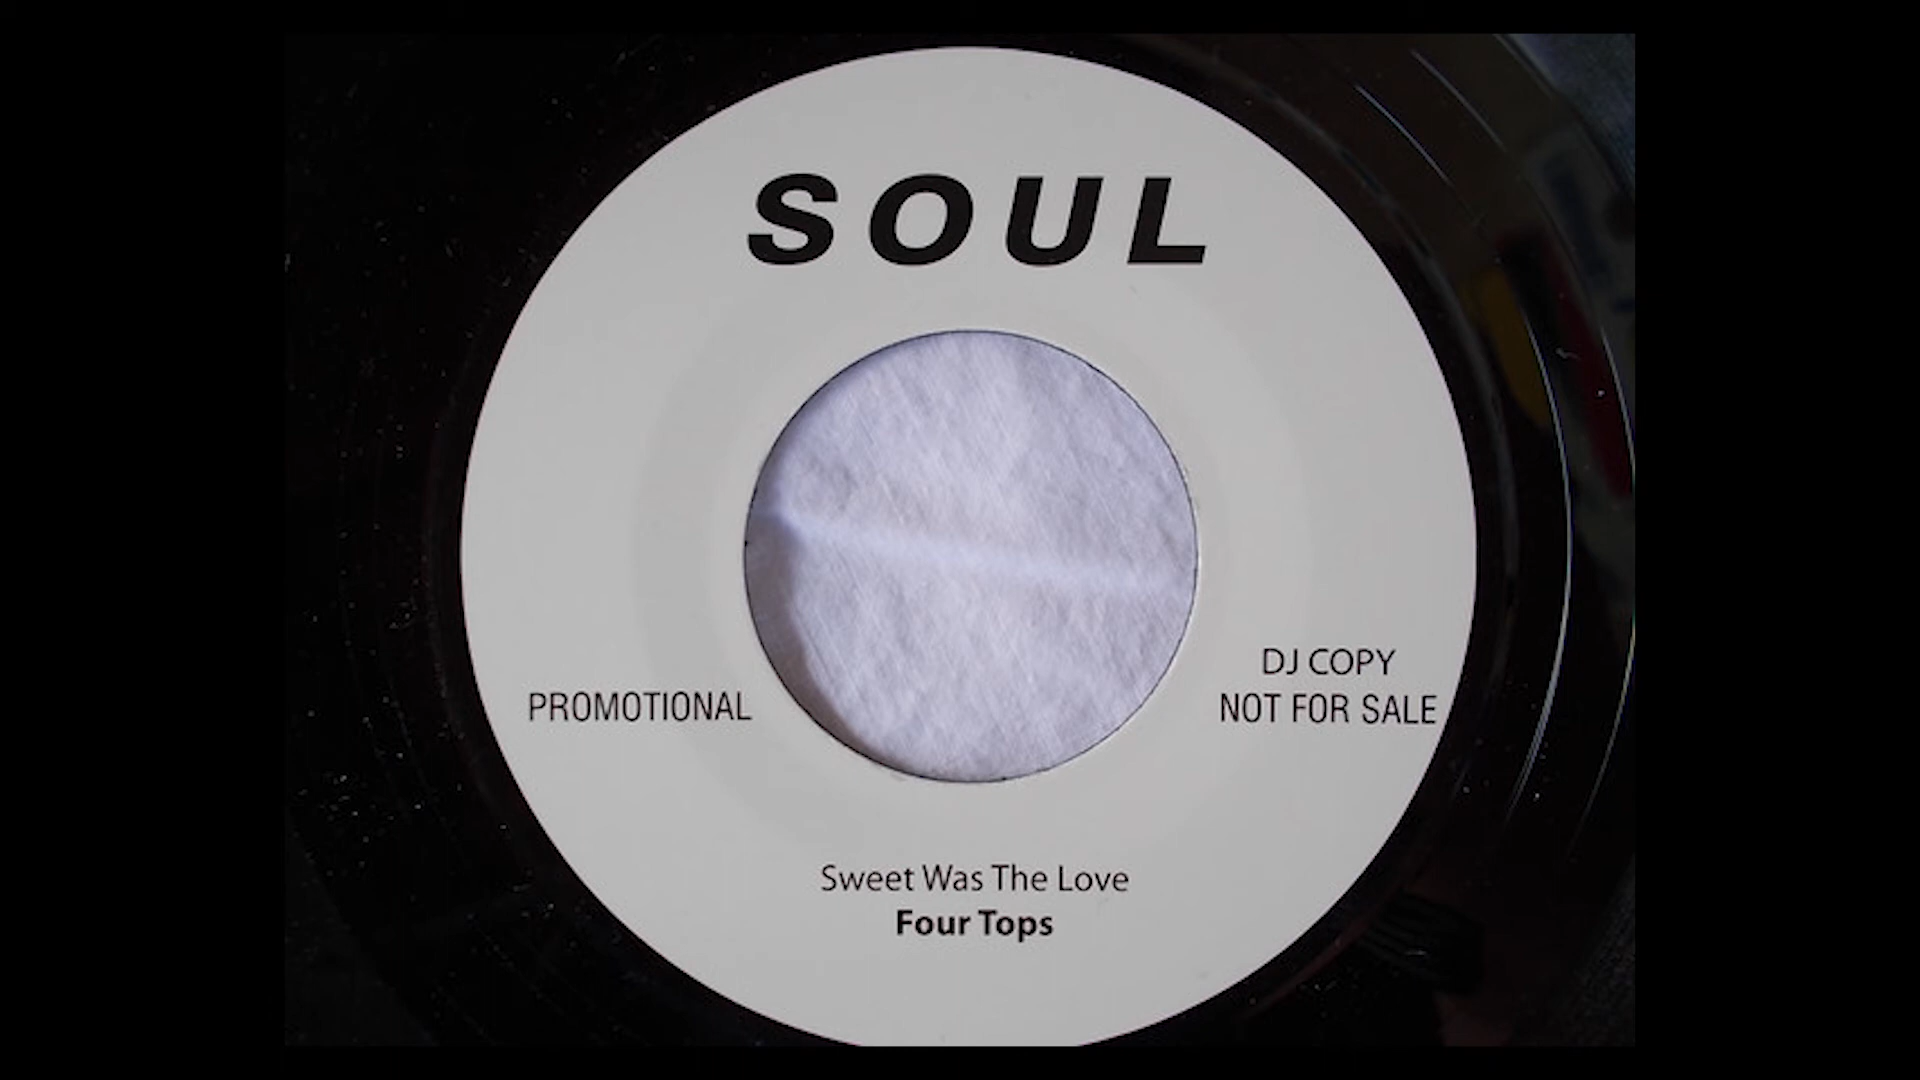 SOUL
PROMOTIONAL
DJ COPY
NOT FOR SALE
Sweet Was The Love
Four Tops